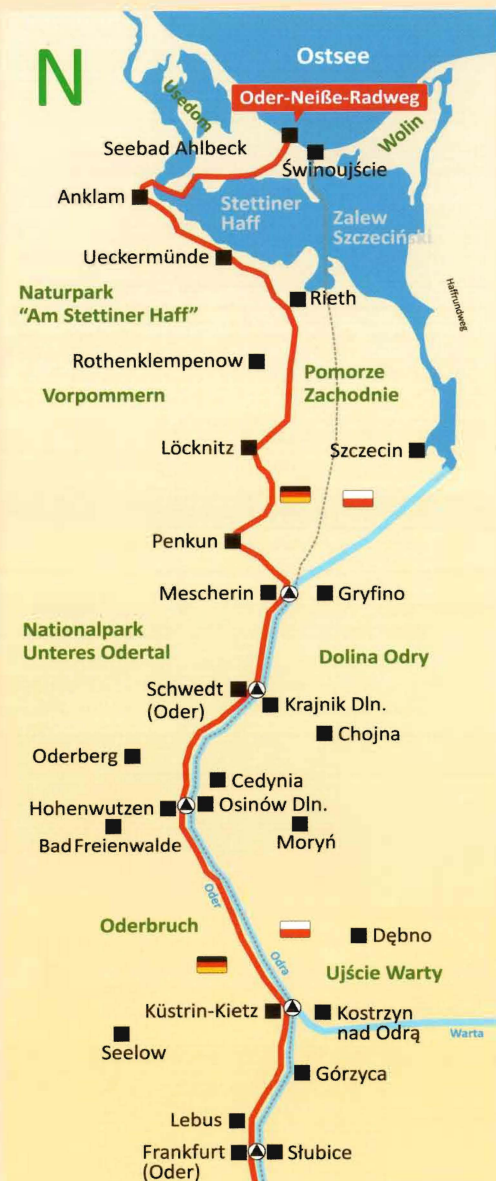 N
Ostsee
Oder-Neiße-Radweg
Usedom
Wolin
Seebad Ahlbeck
Świnoujście
Anklam
Stettiner
Haff
Zalew
Szczeciński
Ueckermünde
Haffrundweg
Naturpark
"Am Stettiner Haff"
Rieth
Rothenklempenow
Pomorze
Zachodnie
Vorpommern
Löcknitz
Szczecin
Penkun
Mescherin
Gryfino
Nationalpark
Unteres Odertal
Dolina Odry
Schwedt
(Oder)
Krajnik Dln.
Chojna
Oderberg
Cedynia
Hohenwutzen
Osinów Dln.
Bad Freienwalde
Moryń
Oder
Oderbruch
Dębno
Odra
Ujście Warty
Küstrin-Kietz
Kostrzyn
nad Odrą
Warta
Seelow
Górzyca
Lebus
Frankfurt
(Oder)
Słubice